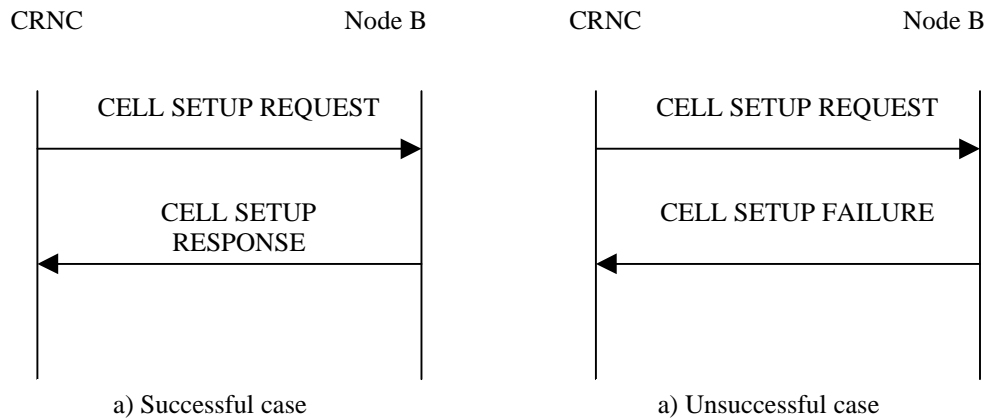 CRNC Node B
CELL SETUP REQUEST
CELL SETUP
RESPONSE
a) Successful case
CRNC Node B
CELL SETUP REQUEST
CELL SETUP FAILURE
a) Unsuccessful case